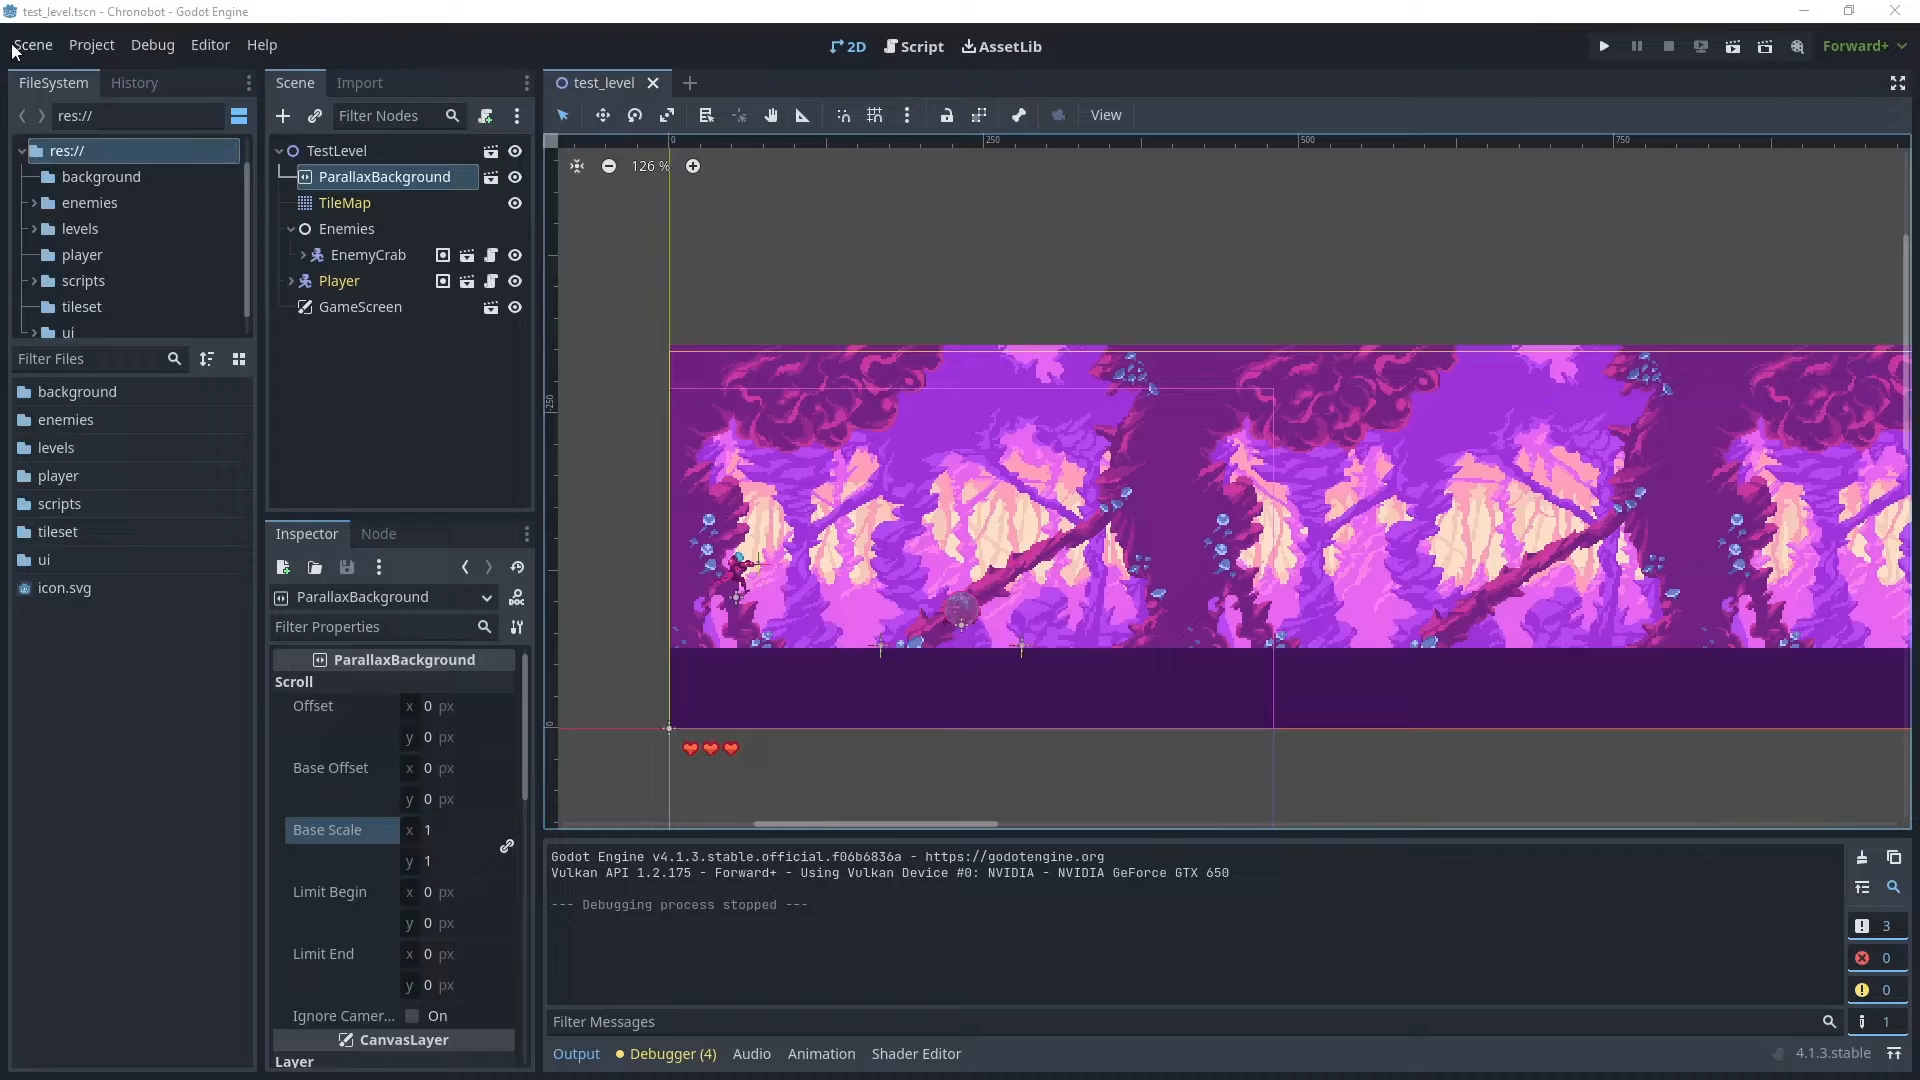 test_level.tscn - Chronobot - Godot Engine
Scene Project Debug Editor Help
2D Script AssetLib
Forward+
FileSystem History
res://
res://
background
enemies
levels
player
scripts
tileset
ui
Filter Files
background
enemies
levels
player
scripts
tileset
ui
icon.svg
Scene Import
Filter Nodes
TestLevel
ParallaxBackground
TileMap
Enemies
EnemyCrab
Player
GameScreen
Inspector Node
ParallaxBackground
Filter Properties
ParallaxBackground
Scroll
Offset x 0 px
y 0 px
Base Offset x 0 px
y 0 px
Base Scale x 1
y 1
Limit Begin x 0 px
y 0 px
Limit End x 0 px
y 0 px
Ignore Camer... On
CanvasLayer
Layer
test_level
View
0 250 500 750
126 %
-250
0
Godot Engine v4.1.3.stable.official.f06b6836a - https://godotengine.org
Vulkan API 1.2.175 - Forward+ - Using Vulkan Device #0: NVIDIA - NVIDIA GeForce GTX 650
--- Debugging process stopped ---
3
0
0
1
Filter Messages
Output Debugger (4) Audio Animation Shader Editor
4.1.3.stable